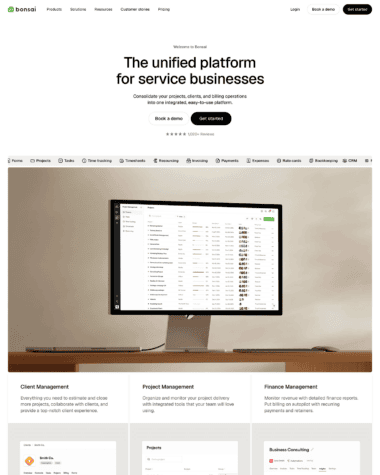 bonsai
Products
Solutions
Resources
Customer stories
Pricing
Login
Book a demo
Get started
Welcome to Bonsai
The unified platform
for service businesses
Consolidate your projects, clients, and billing operations
into one integrated, easy-to-use platform.
Book a demo
Get started
Forms
Projects
Tasks
Time tracking
Timesheets
Resourcing
Invoicing
Payments
Expenses
Rate cards
Bookkeeping
CRM
Client Management
Everything you need to estimate and close
more projects, collaborate with clients, and
provide a top-notch client experience.
Project Management
Organize and monitor your project delivery
with integrated tools that your team will love
using.
Finance Management
Monitor revenue with detailed finance reports.
Put billing on autopilot with recurring
payments and retainers.
Projects
Business Consulting